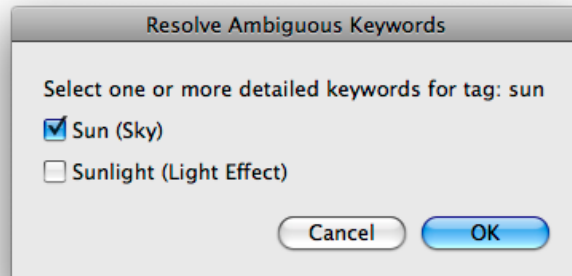 Resolve Ambiguous Keywords
Select one or more detailed keywords for tag: sun
Sun (Sky)
Sunlight (Light Effect)
Cancel OK